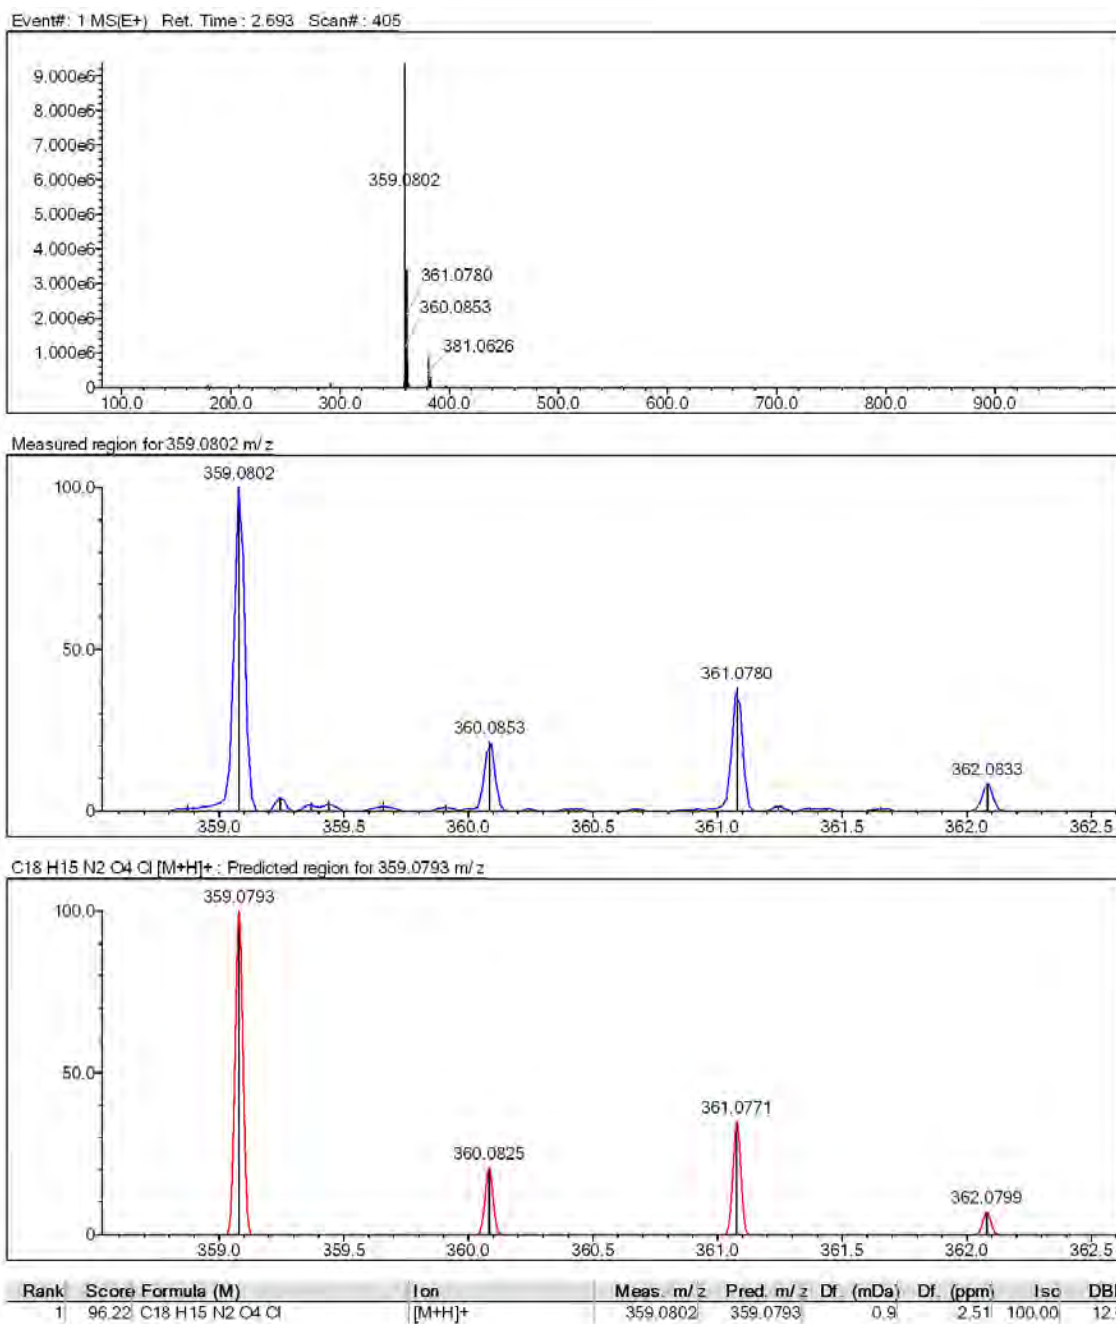 Event#: 1 MS(E+) Ret. Time : 2.693 Scan# : 405
9.000e6
8.000e6
7.000e6
6.000e6
5.000e6
4.000e6
3.000e6
2.000e6
1.000e6
0
359.0802
361.0780
360.0853
381.0626
100.0 200.0 300.0 400.0 500.0 600.0 700.0 800.0 900.0
Measured region for 359.0802 m/z
359.0802
100.0
50.0
0
360.0853
361.0780
362.0833
359.0 359.5 360.0 360.5 361.0 361.5 362.0 362.5
C18 H15 N2 O4 Cl [M+H]+ : Predicted region for 359.0793 m/z
359.0793
100.0
50.0
0
360.0825
361.0771
362.0799
359.0 359.5 360.0 360.5 361.0 361.5 362.0 362.5
Rank Score Formula (M) Ion Meas. m/z Pred. m/z Df. (mDa) Df. (ppm) Iso DBE
1 96.22 C18 H15 N2 O4 Cl [M+H]+ 359.0802 359.0793 0.9 2.51 100.00